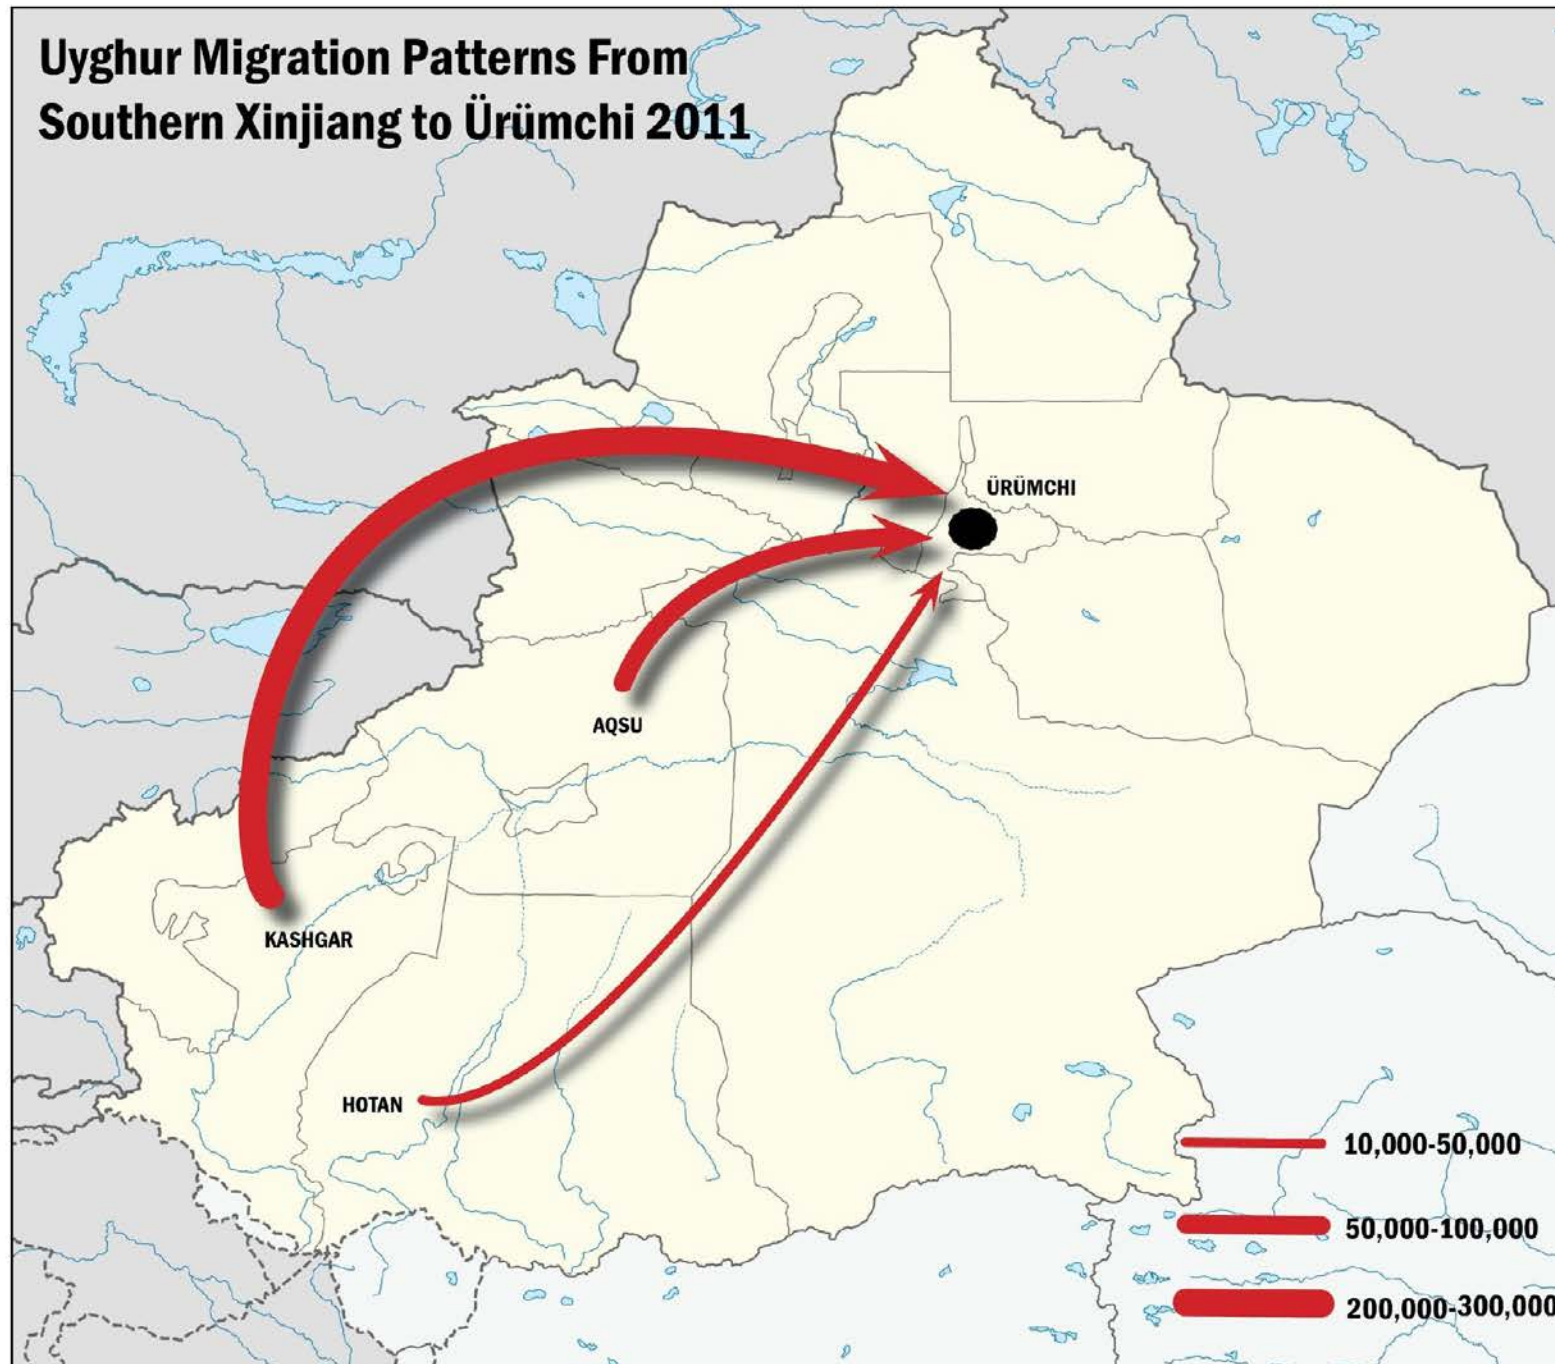 Uyghur Migration Patterns From
Southern Xinjiang to Ürümchi 2011
ÜRÜMCHI
AQSU
KASHGAR
HOTAN
10,000-50,000
50,000-100,000
200,000-300,000